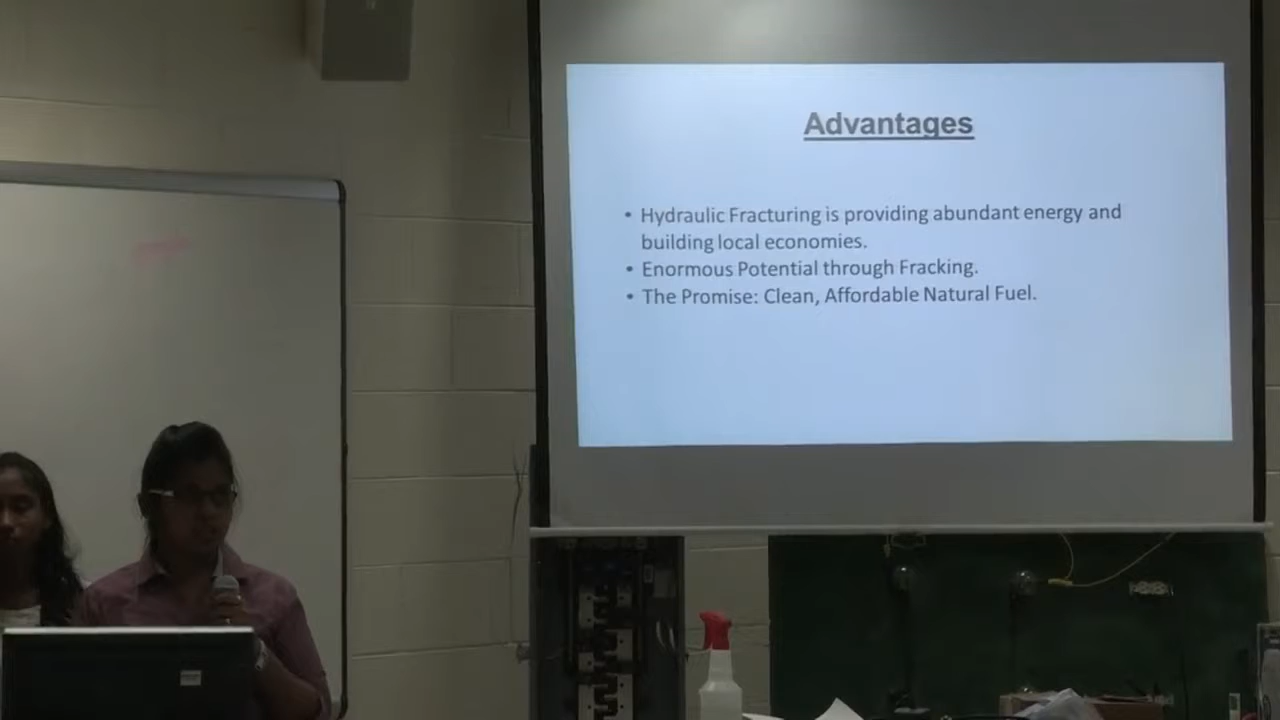 Advantages
• Hydraulic Fracturing is providing abundant energy and
building local economies.
• Enormous Potential through Fracking.
• The Promise: Clean, Affordable Natural Fuel.